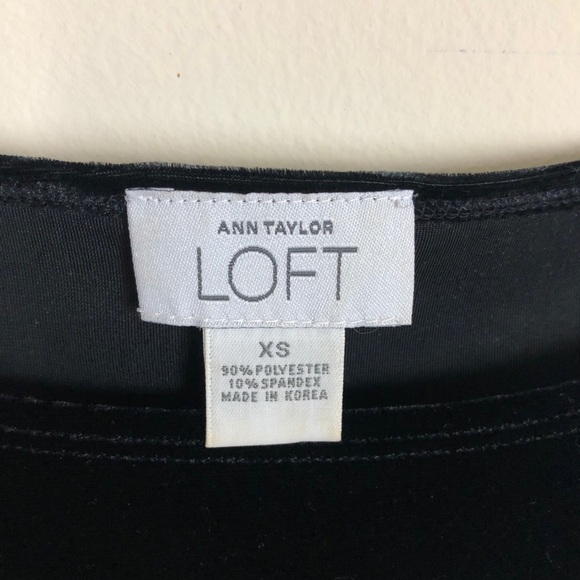 ANN TAYLOR
LOFT
XS
90% POLYESTER
10% SPANDEX
MADE IN KOREA